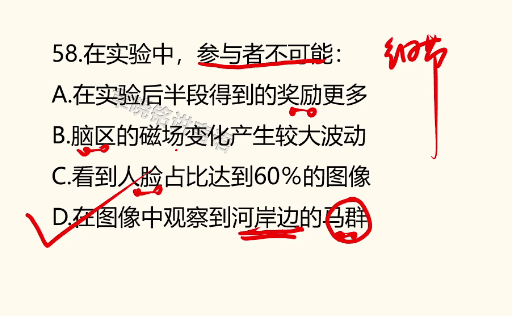 58.在实验中，参与者不可能：
细节
A.在实验后半段得到的奖励更多
B.脑区的磁场变化产生较大波动
C.看到人脸占比达到60%的图像
D.在图像中观察到河岸边的马群